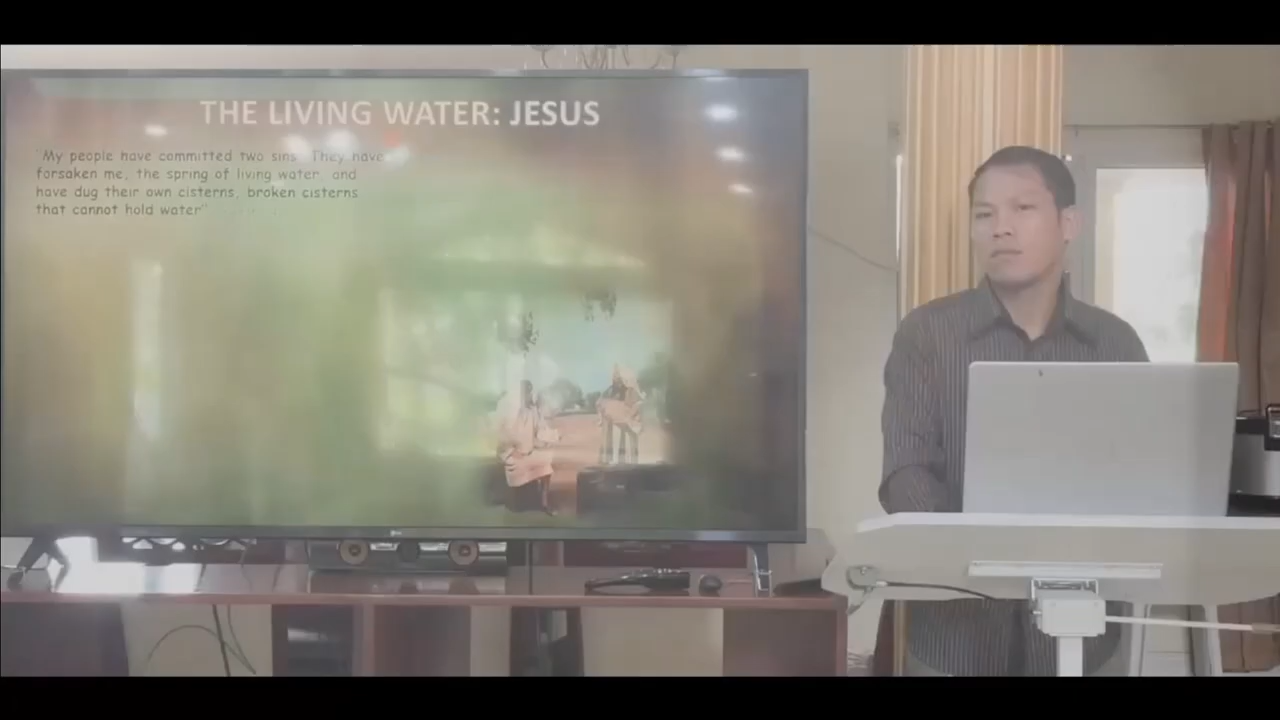 THE LIVING WATER: JESUS
"My people have committed two sins: They have
forsaken me, the spring of living water, and
have dug their own cisterns, broken cisterns
that cannot hold water"